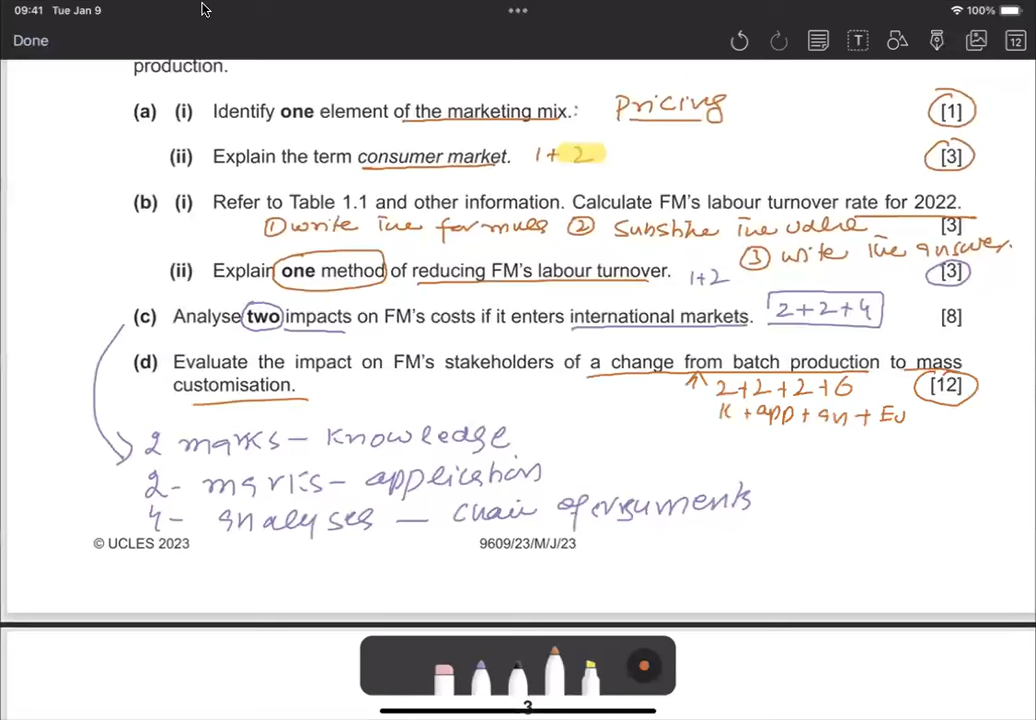 09:41 Tue Jan 9
100%
Done
T
12
production.
(a) (i) Identify one element of the marketing mix.: Pricing [1]
(ii) Explain the term consumer market. 1+ 2 [3]
(b) (i) Refer to Table 1.1 and other information. Calculate FM's labour turnover rate for 2022.
① write the formula ② Substitue the value [3]
③ write the answer.
(ii) Explain one method of reducing FM's labour turnover. 1+2 [3]
(c) Analyse two impacts on FM's costs if it enters international markets. 2+2+4 [8]
(d) Evaluate the impact on FM's stakeholders of a change from batch production to mass
customisation. 2+2+2+6 [12]
K + app + an + Ev
2 marks – knowledge
2- marks – application
4- analyses – chain of arguments
© UCLES 2023 9609/23/M/J/23
3